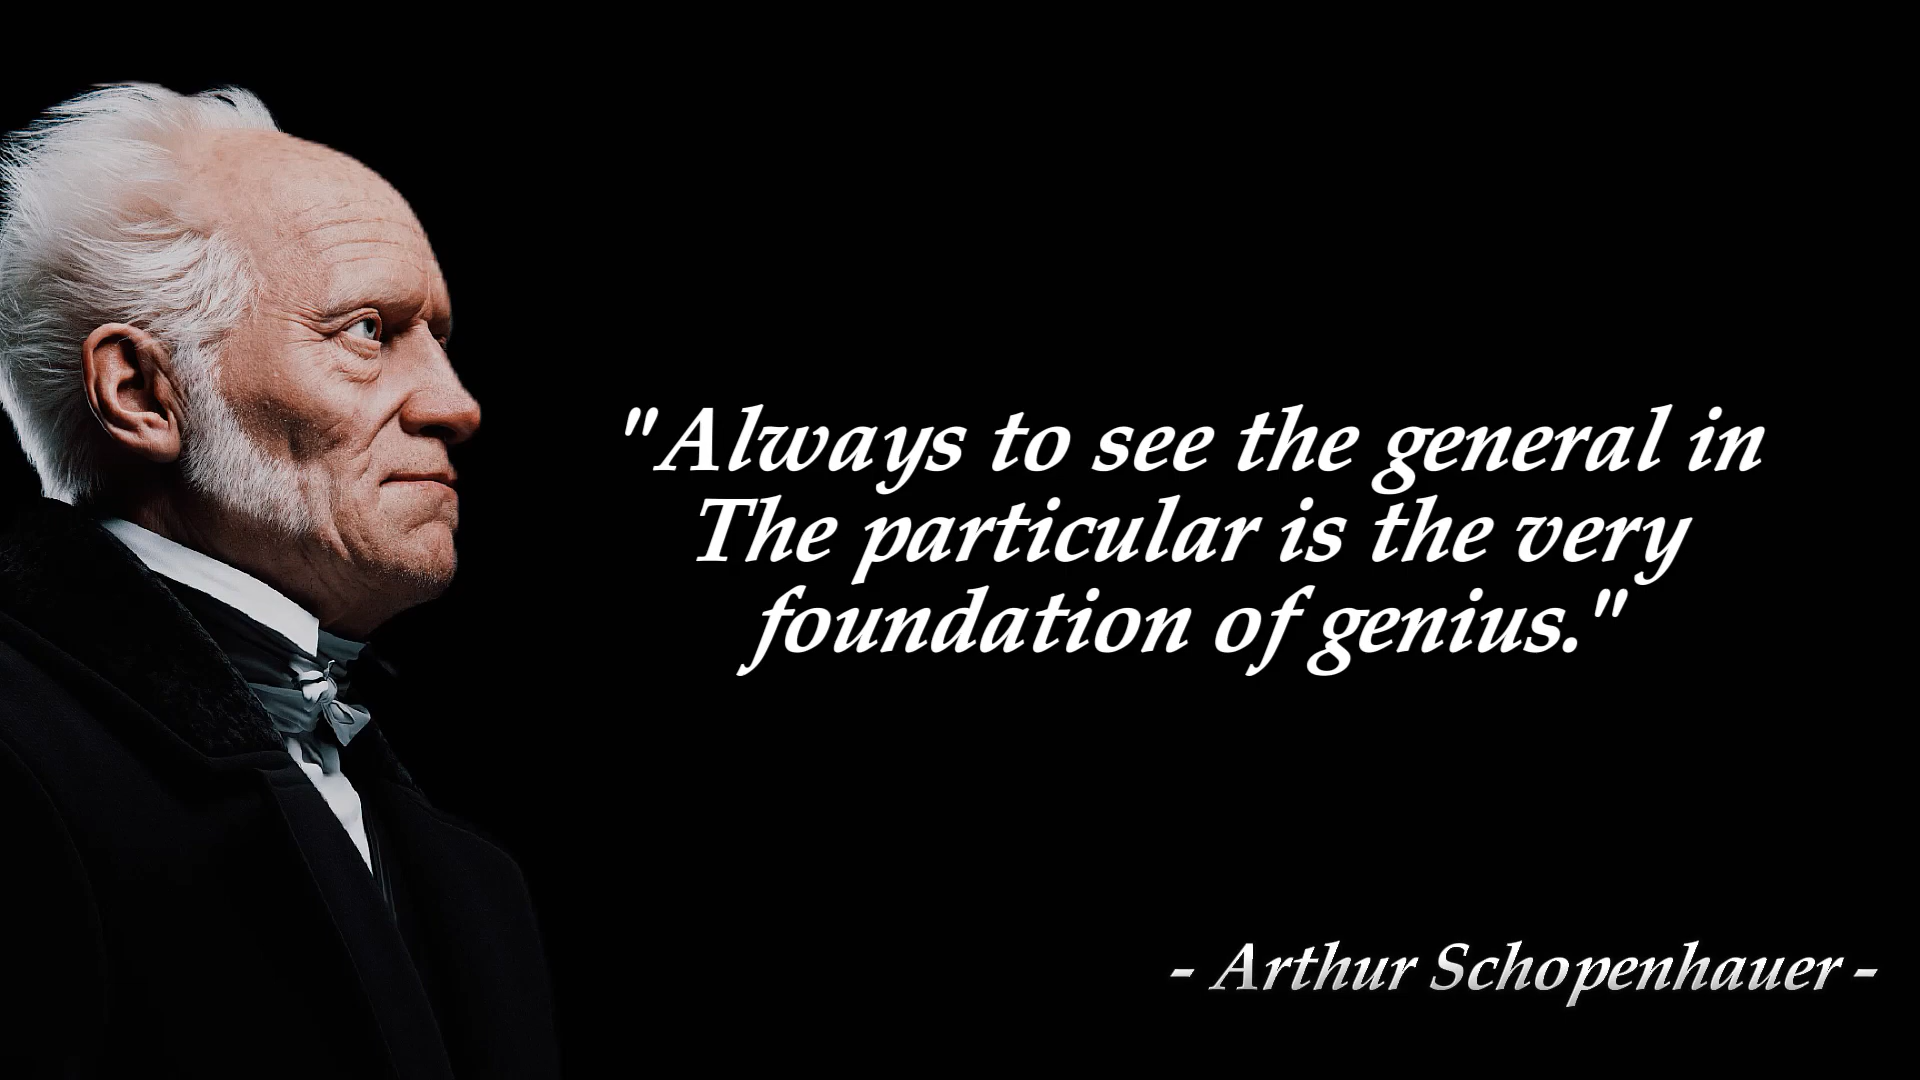 "Always to see the general in
The particular is the very
foundation of genius."
- Arthur Schopenhauer -